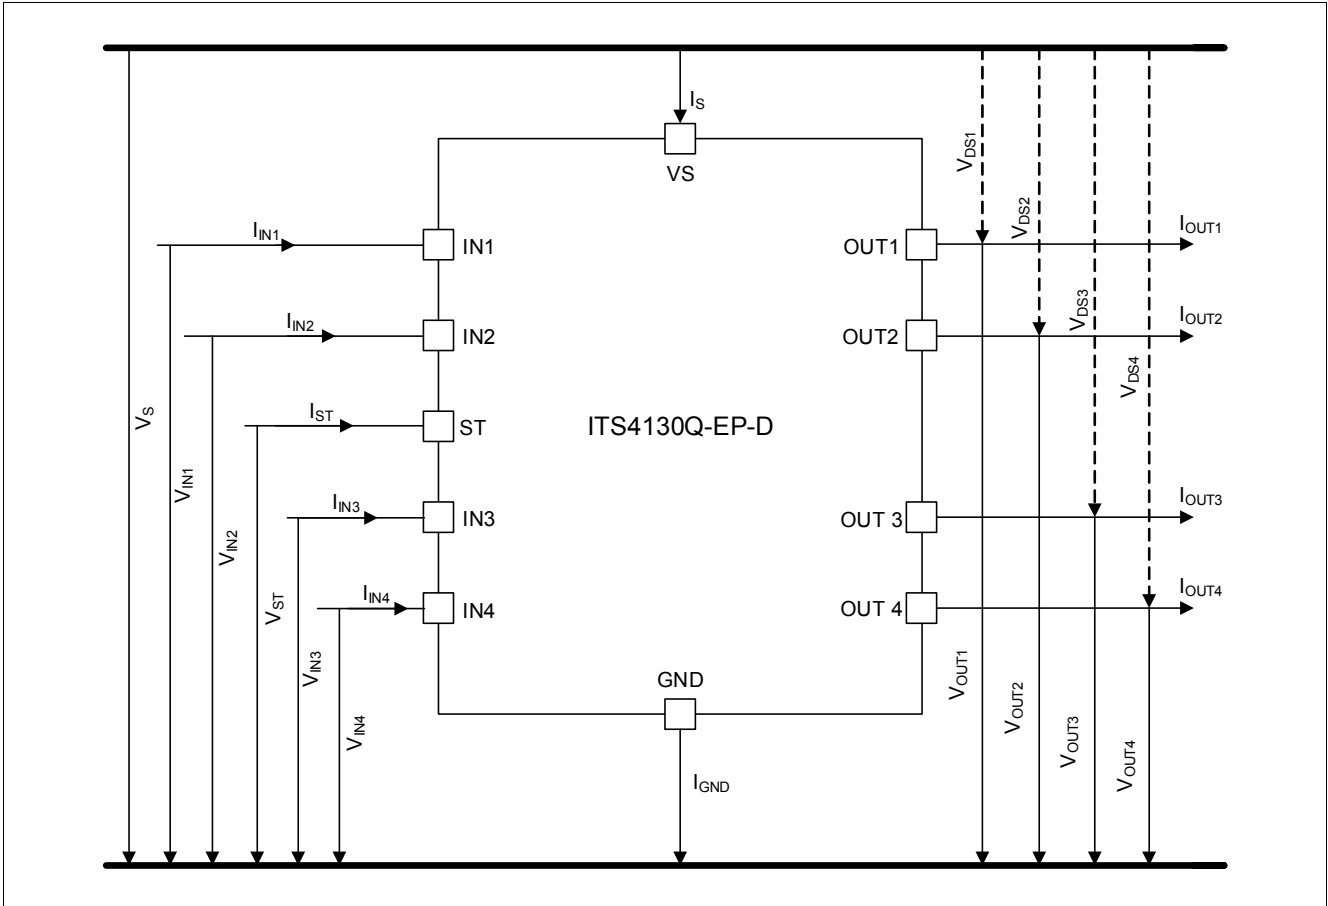 I_S
VS
V_DS1
V_DS2
V_DS3
V_DS4
I_IN1
IN1
OUT1
I_OUT1
I_IN2
IN2
OUT2
I_OUT2
I_ST
ST
ITS4130Q-EP-D
I_IN3
IN3
OUT 3
I_OUT3
I_IN4
IN4
OUT 4
I_OUT4
V_S
V_IN1
V_IN2
V_ST
V_IN3
V_IN4
GND
I_GND
V_OUT1
V_OUT2
V_OUT3
V_OUT4